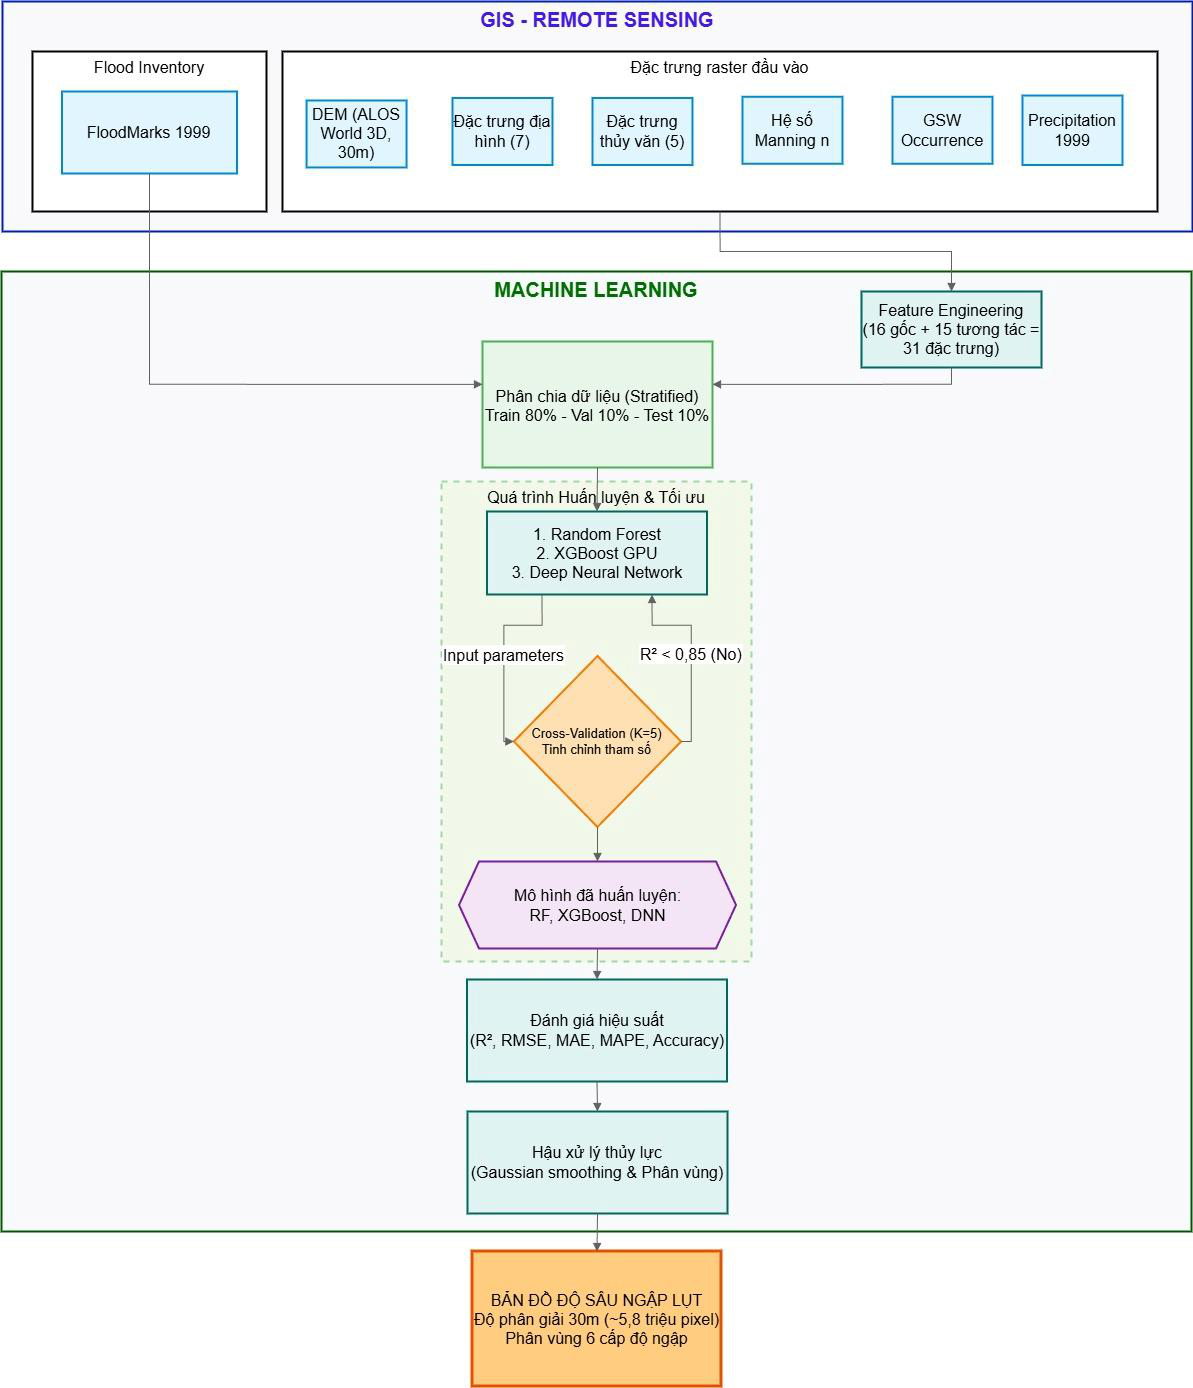 GIS - REMOTE SENSING
Flood Inventory
FloodMarks 1999
Đặc trưng raster đầu vào
DEM (ALOS
World 3D,
30m)
Đặc trưng địa
hình (7)
Đặc trưng
thủy văn (5)
Hệ số
Manning n
GSW
Occurrence
Precipitation
1999
MACHINE LEARNING
Feature Engineering
(16 gốc + 15 tương tác =
31 đặc trưng)
Phân chia dữ liệu (Stratified)
Train 80% - Val 10% - Test 10%
Quá trình Huấn luyện & Tối ưu
1. Random Forest
2. XGBoost GPU
3. Deep Neural Network
Input parameters
R² < 0,85 (No)
Cross-Validation (K=5)
Tinh chỉnh tham số
Mô hình đã huấn luyện:
RF, XGBoost, DNN
Đánh giá hiệu suất
(R², RMSE, MAE, MAPE, Accuracy)
Hậu xử lý thủy lực
(Gaussian smoothing & Phân vùng)
BẢN ĐỒ ĐỘ SÂU NGẬP LỤT
Độ phân giải 30m (~5,8 triệu pixel)
Phân vùng 6 cấp độ ngập